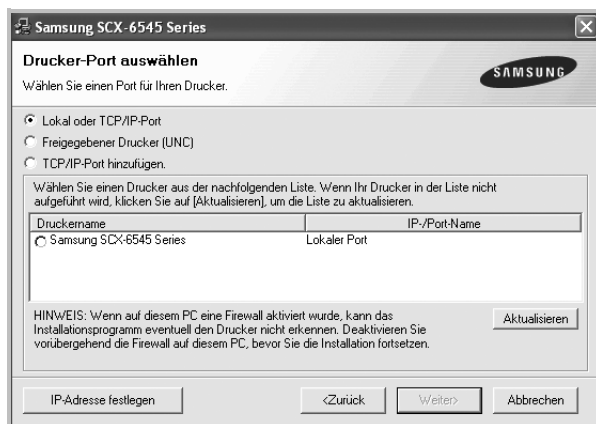 Samsung SCX-6545 Series
Drucker-Port auswählen
Wählen Sie einen Port für Ihren Drucker.
SAMSUNG
Lokal oder TCP/IP-Port
Freigegebener Drucker (UNC)
TCP/IP-Port hinzufügen.
Wählen Sie einen Drucker aus der nachfolgenden Liste. Wenn Ihr Drucker in der Liste nicht
aufgeführt wird, klicken Sie auf [Aktualisieren], um die Liste zu aktualisieren.
Druckername IP-/Port-Name
Samsung SCX-6545 Series Lokaler Port
HINWEIS: Wenn auf diesem PC eine Firewall aktiviert wurde, kann das
Installationsprogramm eventuell den Drucker nicht erkennen. Deaktivieren Sie
vorübergehend die Firewall auf diesem PC, bevor Sie die Installation fortsetzen.
Aktualisieren
IP-Adresse festlegen <Zurück Weiter> Abbrechen